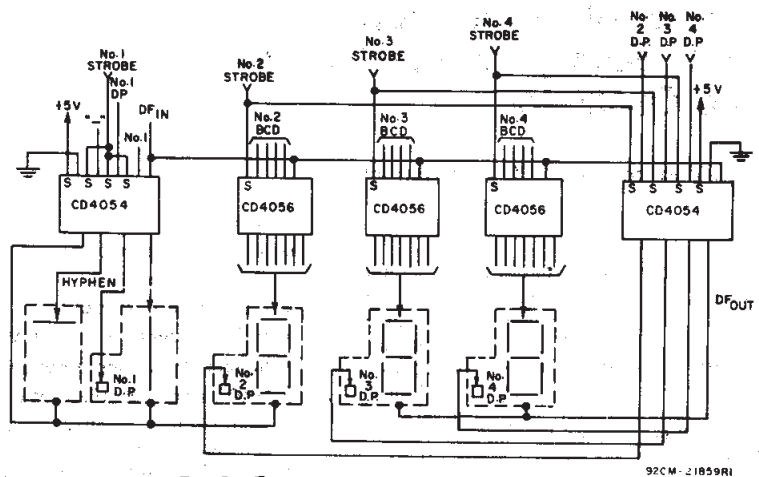 No.1
STROBE
No.1
DP
+5V
"–"
No.1
DF IN
No.2
STROBE
No.2
BCD
No.3
STROBE
No.3
BCD
No.4
STROBE
No.4
BCD
No.
2
D.P.
No.
3
D.P
No.
4
D.P
+5V
S S S S S
CD4054
S
CD4056
S
CD4056
S
CD4056
S S S S S
CD4054
HYPHEN
DF OUT
No.1
D.P.
No.
2
D.P
No.
3
D.P.
No.
4
D.P
92CM-21859R1